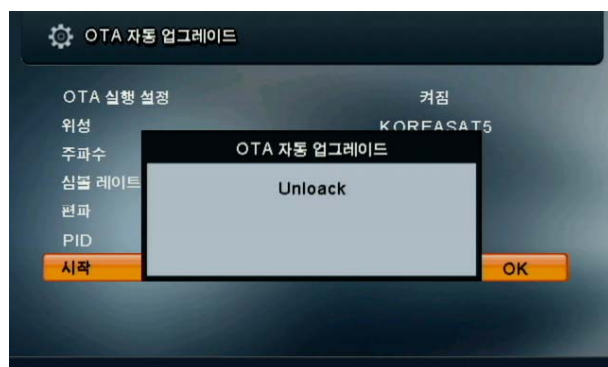 OTA 자동 업그레이드
OTA 실행 설정 켜짐
위성 KOREASAT5
주파수
OTA 자동 업그레이드
심볼 레이트
Unloack
편파
PID
시작 OK